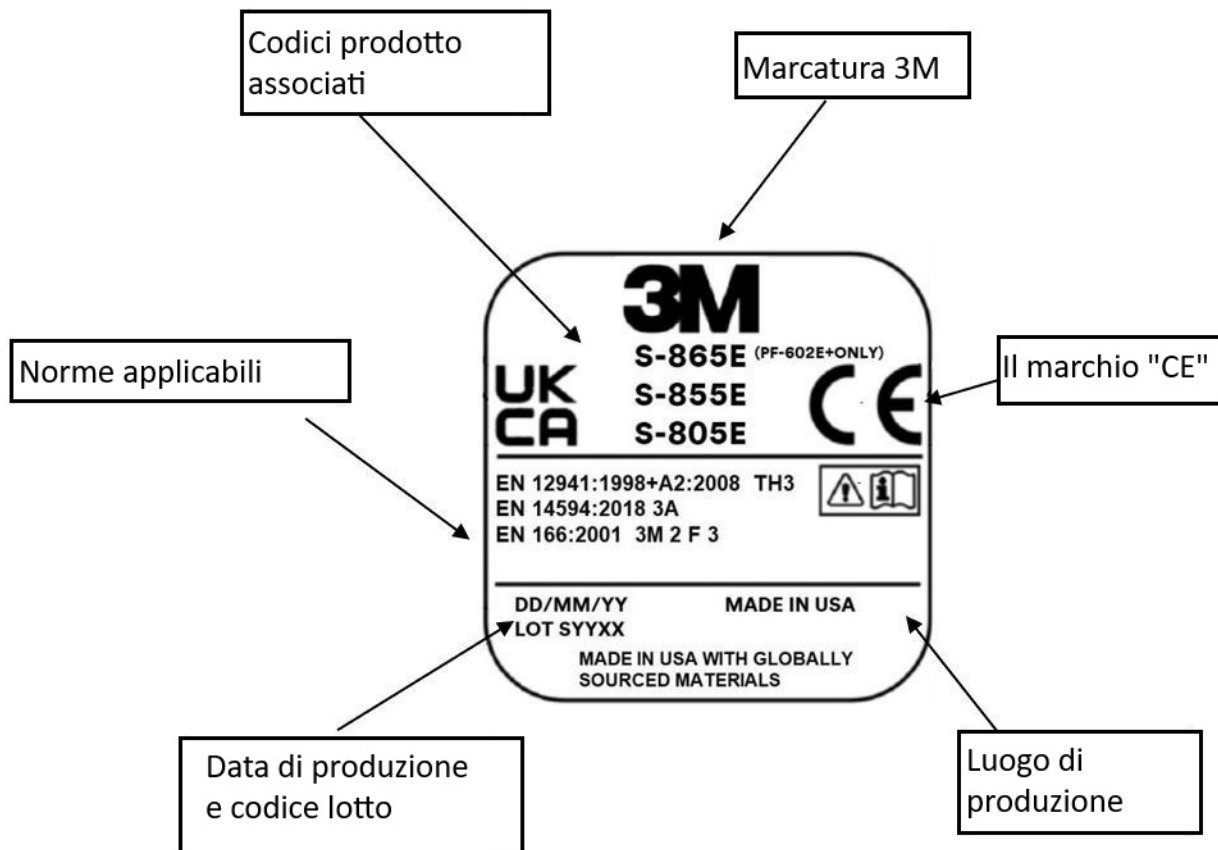 Codici prodotto
associati
Marcatura 3M
3M
S-865E (PF-602E+ONLY)
Norme applicabili
UK
CA
S-855E
S-805E
CE
Il marchio "CE"
EN 12941:1998+A2:2008 TH3
EN 14594:2018 3A
EN 166:2001 3M 2 F 3
DD/MM/YY
MADE IN USA
LOT SYYXX
MADE IN USA WITH GLOBALLY
SOURCED MATERIALS
Data di produzione
e codice lotto
Luogo di
produzione